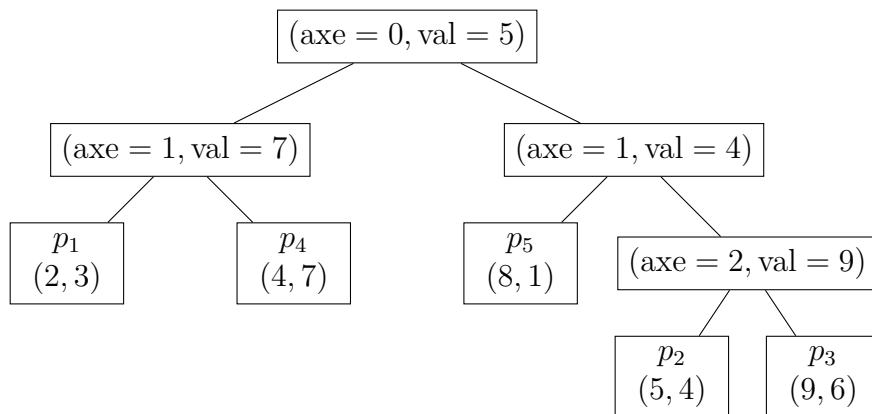 (axe = 0, val = 5)
(axe = 1, val = 7)
(axe = 1, val = 4)
p₁
(2, 3)
p₄
(4, 7)
p₅
(8, 1)
(axe = 2, val = 9)
p₂
(5, 4)
p₃
(9, 6)